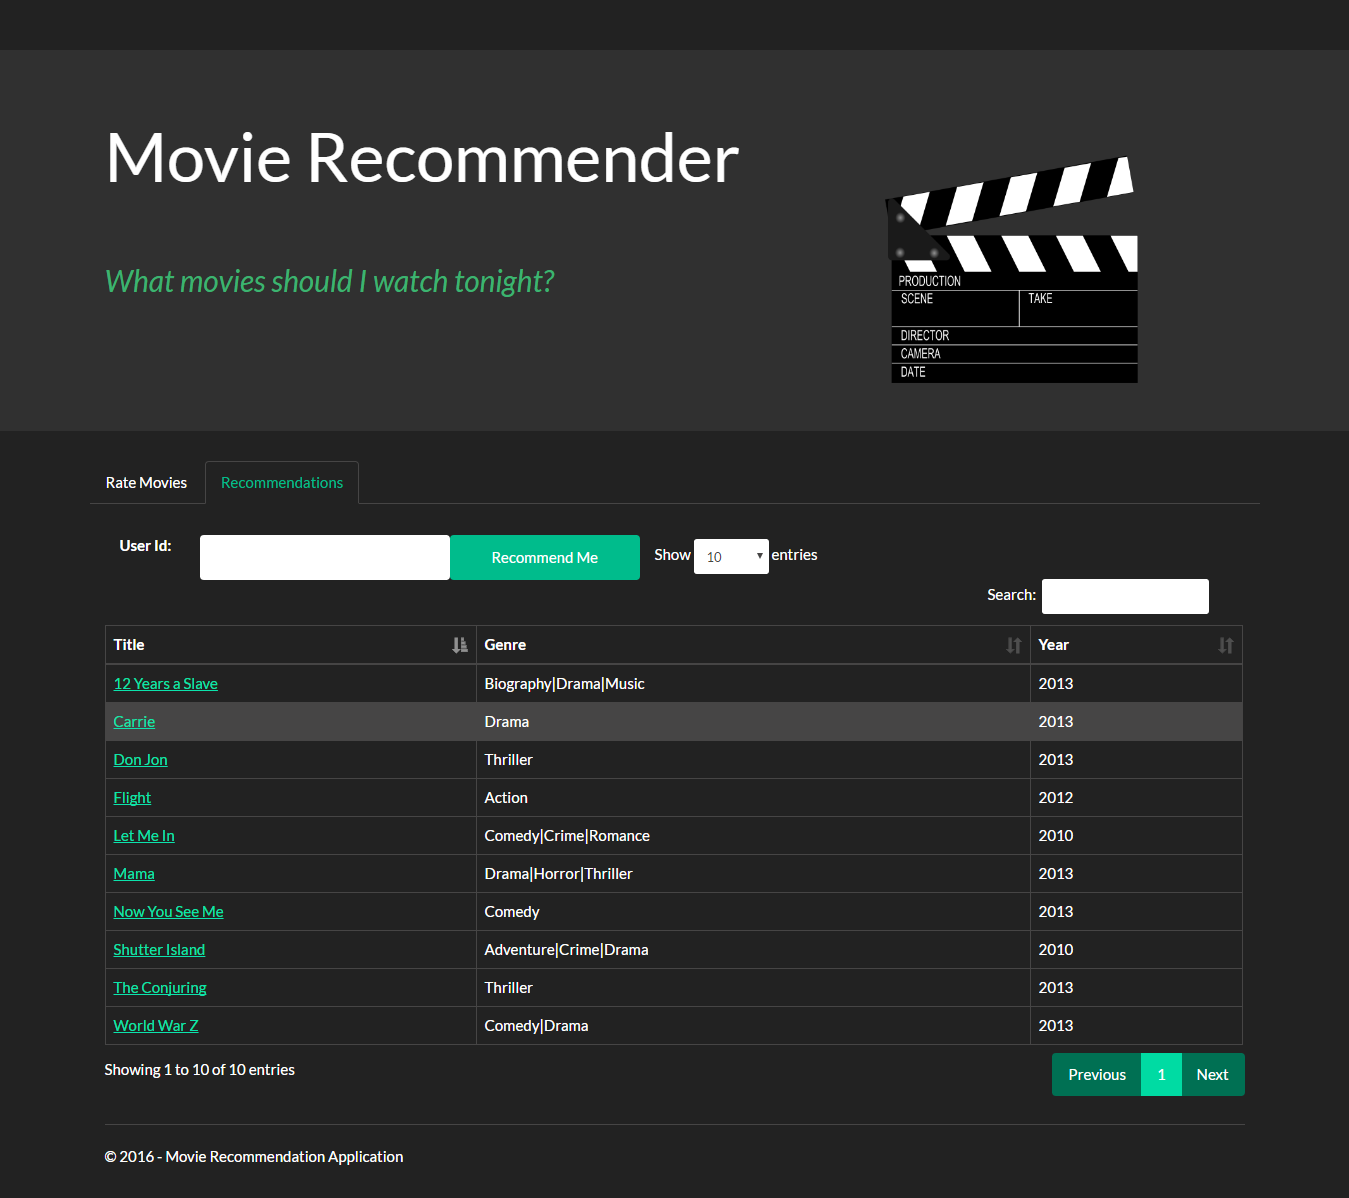 Movie Recommender
What movies should I watch tonight?
PRODUCTION
SCENE TAKE
DIRECTOR
CAMERA
DATE
Rate Movies Recommendations
User Id: Recommend Me Show 10 entries
Search:
Title Genre Year
12 Years a Slave Biography|Drama|Music 2013
Carrie Drama 2013
Don Jon Thriller 2013
Flight Action 2012
Let Me In Comedy|Crime|Romance 2010
Mama Drama|Horror|Thriller 2013
Now You See Me Comedy 2013
Shutter Island Adventure|Crime|Drama 2010
The Conjuring Thriller 2013
World War Z Comedy|Drama 2013
Showing 1 to 10 of 10 entries Previous 1 Next
© 2016 - Movie Recommendation Application